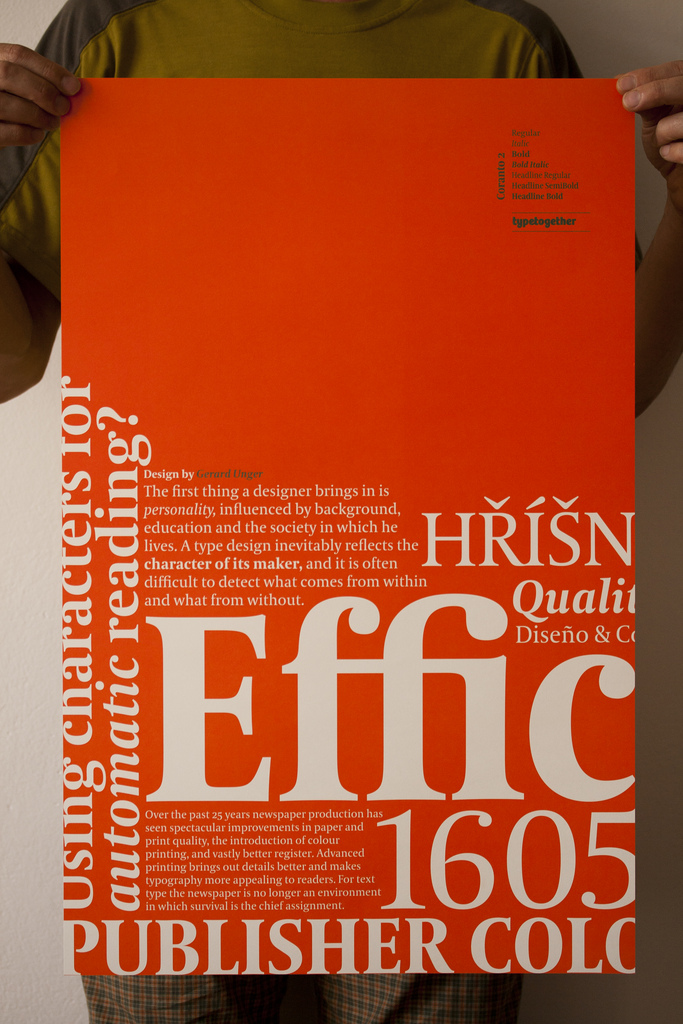 Coranto 2
Regular
Italic
Bold
Bold Italic
Headline Regular
Headline SemiBold
Headline Bold
typetogether
Using characters for
automatic reading?
Design by Gerard Unger
The first thing a designer brings in is
personality, influenced by background,
education and the society in which he
lives. A type design inevitably reflects the
character of its maker, and it is often
difficult to detect what comes from within
and what from without.
HŘÍŠN
Qualit
Diseño & Co
Effic
Over the past 25 years newspaper production has
seen spectacular improvements in paper and
print quality, the introduction of colour
printing, and vastly better register. Advanced
printing brings out details better and makes
typography more appealing to readers. For text
type the newspaper is no longer an environment
in which survival is the chief assignment.
1605
PUBLISHER COLO